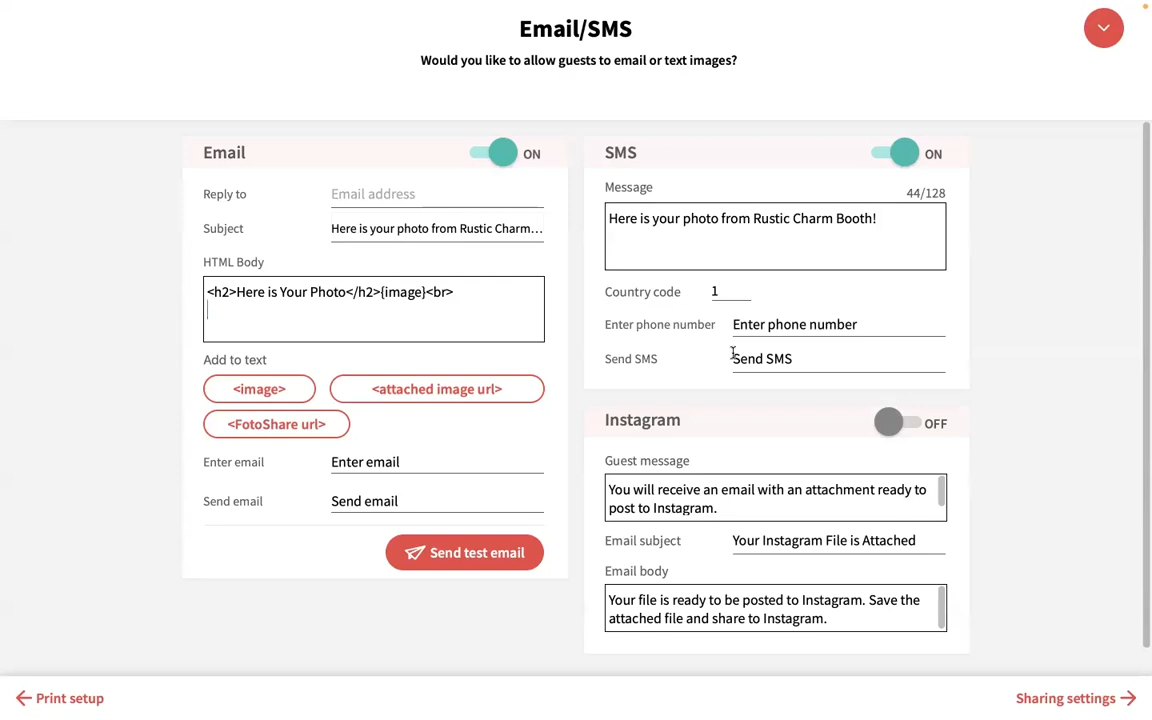 Email/SMS
Would you like to allow guests to email or text images?
Email
ON
Reply to
Email address
Subject
Here is your photo from Rustic Charm...
HTML Body
<h2>Here is Your Photo</h2>{image}<br>
Add to text
<image>
<attached image url>
<FotoShare url>
Enter email
Enter email
Send email
Send email
Send test email
SMS
ON
Message
44/128
Here is your photo from Rustic Charm Booth!
Country code
1
Enter phone number
Enter phone number
Send SMS
Send SMS
Instagram
OFF
Guest message
You will receive an email with an attachment ready to
post to Instagram.
Email subject
Your Instagram File is Attached
Email body
Your file is ready to be posted to Instagram. Save the
attached file and share to Instagram.
Print setup
Sharing settings